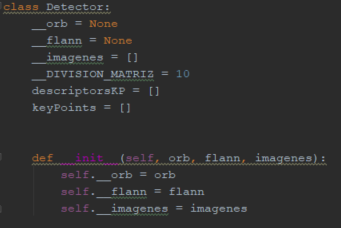 class Detector:
    __orb = None
    __flann = None
    __imagenes = []
    __DIVISION_MATRIZ = 10
    descriptorsKP = []
    keyPoints = []
    def __init__(self, orb, flann, imagenes):
        self.__orb = orb
        self.__flann = flann
        self.__imagenes = imagenes